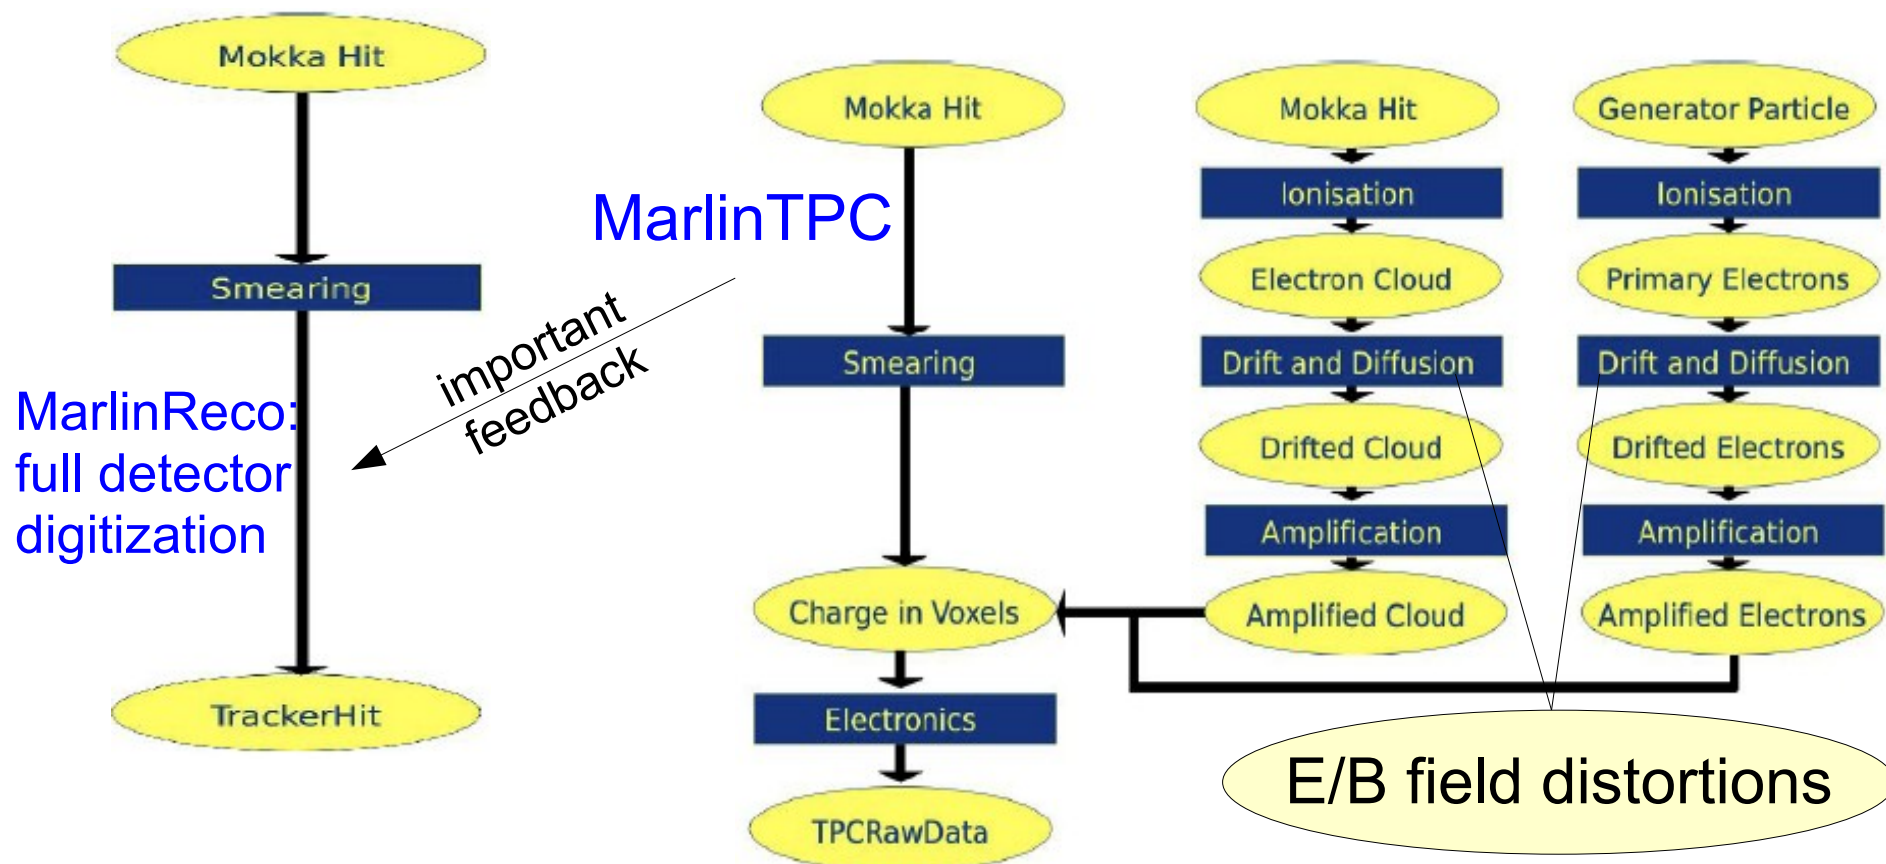 Mokka Hit
Smearing
TrackerHit
MarlinReco:
full detector
digitization
important
feedback
MarlinTPC
Mokka Hit
Smearing
Charge in Voxels
Electronics
TPCRawData
Mokka Hit
Ionisation
Electron Cloud
Drift and Diffusion
Drifted Cloud
Amplification
Amplified Cloud
Generator Particle
Ionisation
Primary Electrons
Drift and Diffusion
Drifted Electrons
Amplification
Amplified Electrons
E/B field distortions